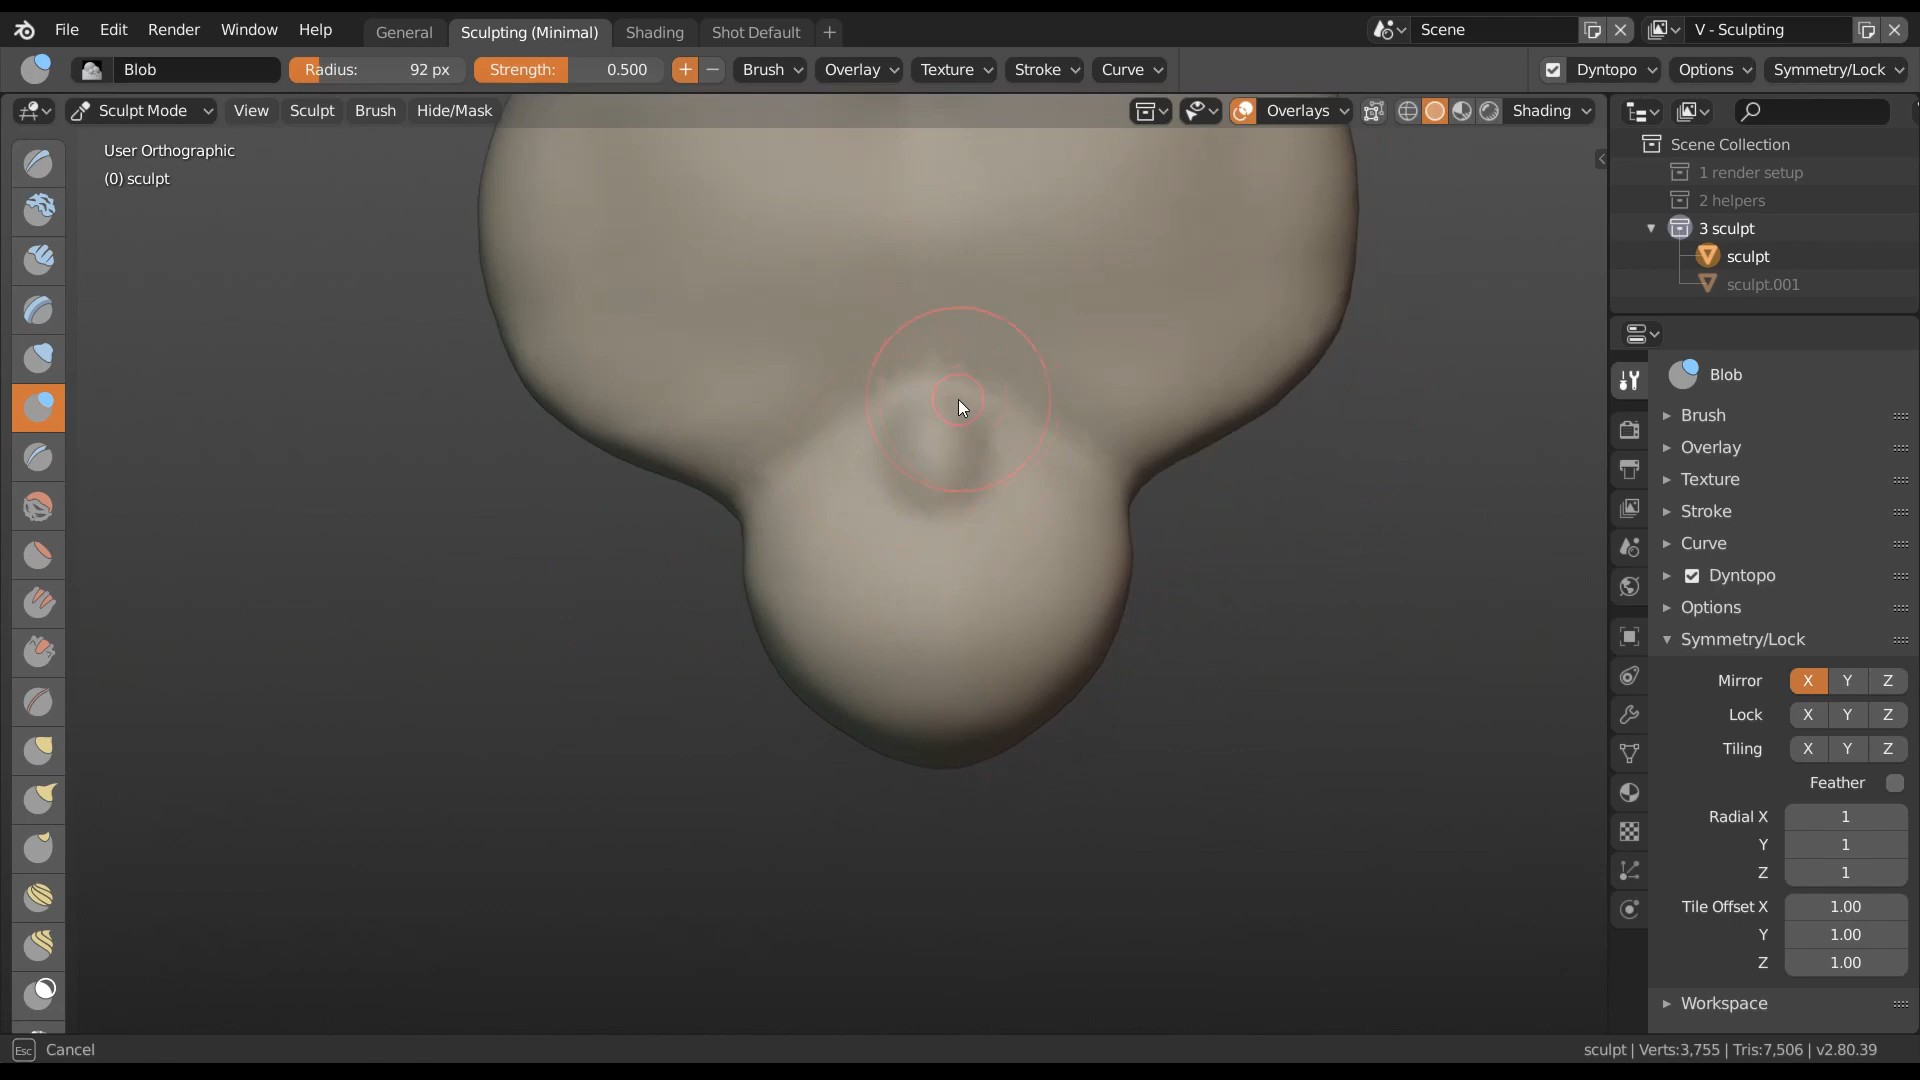 File Edit Render Window Help General Sculpting (Minimal) Shading Shot Default + Scene V - Sculpting
Blob Radius: 92 px Strength: 0.500 + − Brush Overlay Texture Stroke Curve Dyntopo Options Symmetry/Lock
Sculpt Mode View Sculpt Brush Hide/Mask Overlays Shading
User Orthographic
(0) sculpt
Scene Collection
1 render setup
2 helpers
3 sculpt
sculpt
sculpt.001
Blob
Brush
Overlay
Texture
Stroke
Curve
Dyntopo
Options
Symmetry/Lock
Mirror X Y Z
Lock X Y Z
Tiling X Y Z
Feather
Radial X 1
Y 1
Z 1
Tile Offset X 1.00
Y 1.00
Z 1.00
Workspace
Esc Cancel sculpt | Verts:3,755 | Tris:7,506 | v2.80.39